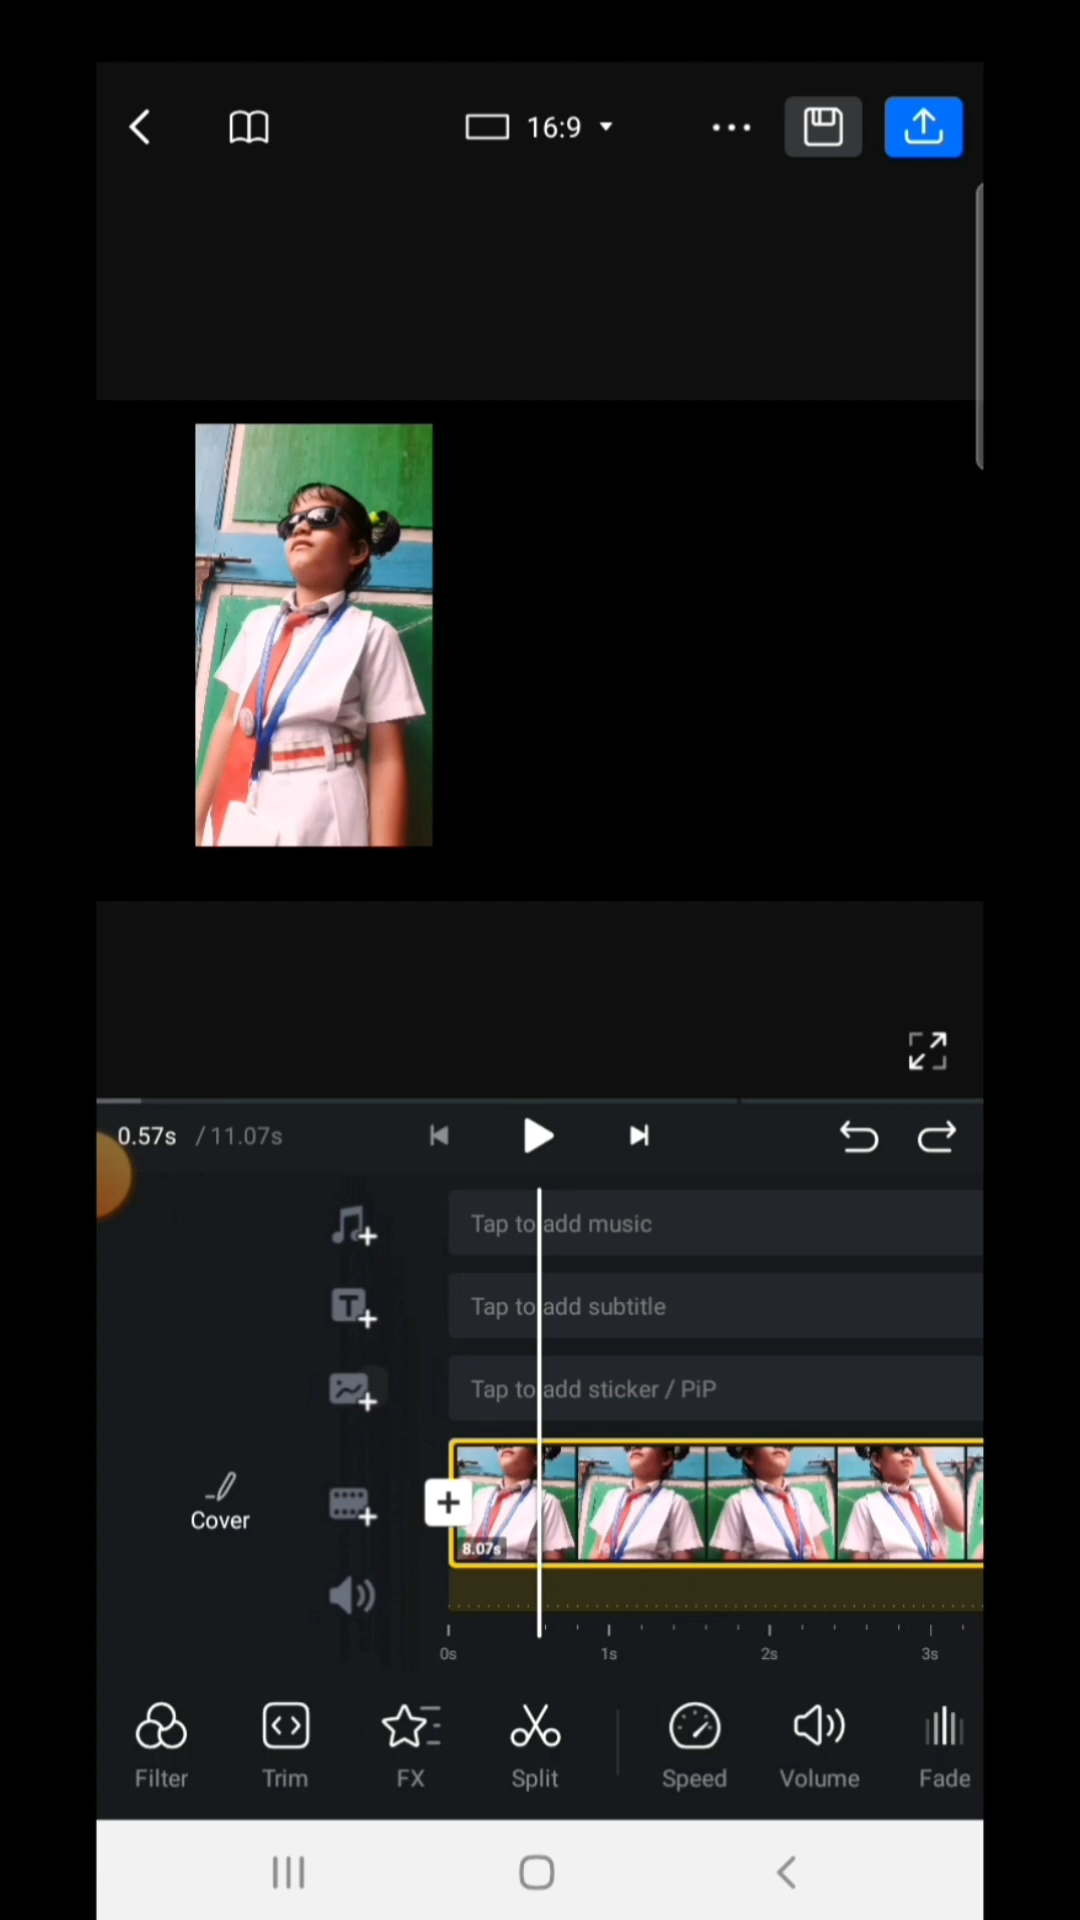 16:9
0.57s / 11.07s
Tap to add music
Tap to add subtitle
Tap to add sticker / PiP
Cover
8.07s
0s 1s 2s 3s
Filter Trim FX Split Speed Volume Fade